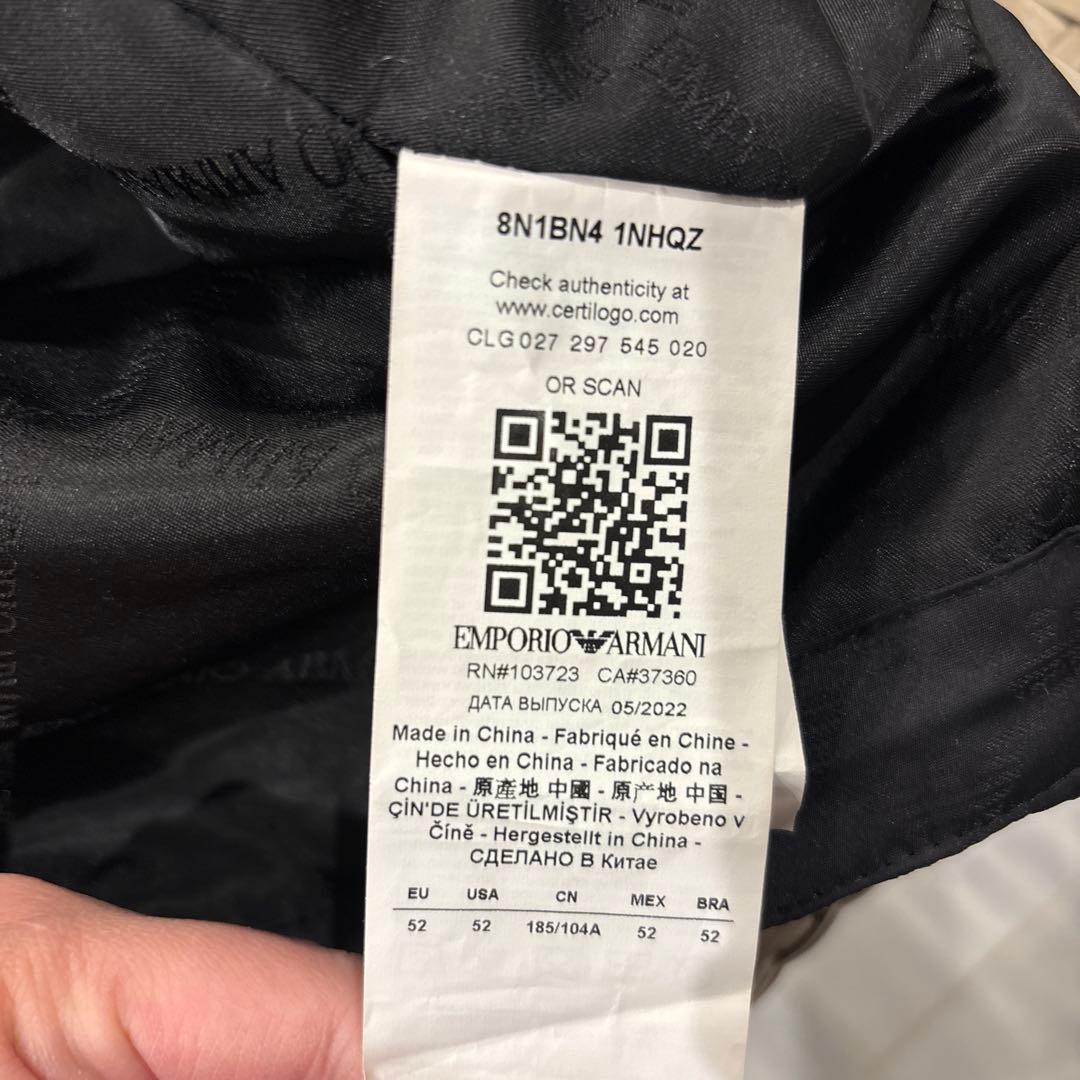 8N1BN4 1NHQZ
Check authenticity at
www.certilogo.com
CLG 027 297 545 020
OR SCAN
EMPORIO ARMANI
RN#103723 CA#37360
ДАТА ВЫПУСКА 05/2022
Made in China - Fabriqué en Chine -
Hecho en China - Fabricado na
China - 原產地 中國 - 原产地 中国 -
ÇİN'DE ÜRETİLMİŞTİR - Vyrobeno v
Číně - Hergestellt in China -
СДЕЛАНО В Китае
EU USA CN MEX BRA
52 52 185/104A 52 52